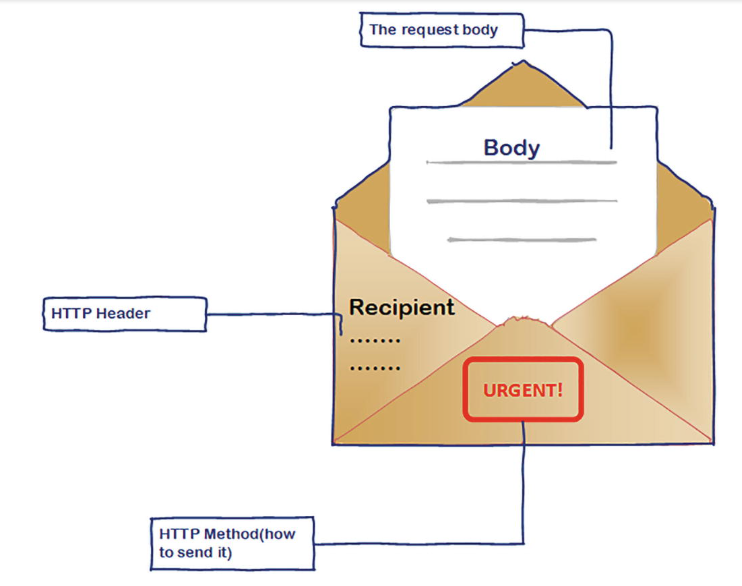 The request body
Body
HTTP Header
Recipient
.......
.......
URGENT!
HTTP Method(how
to send it)